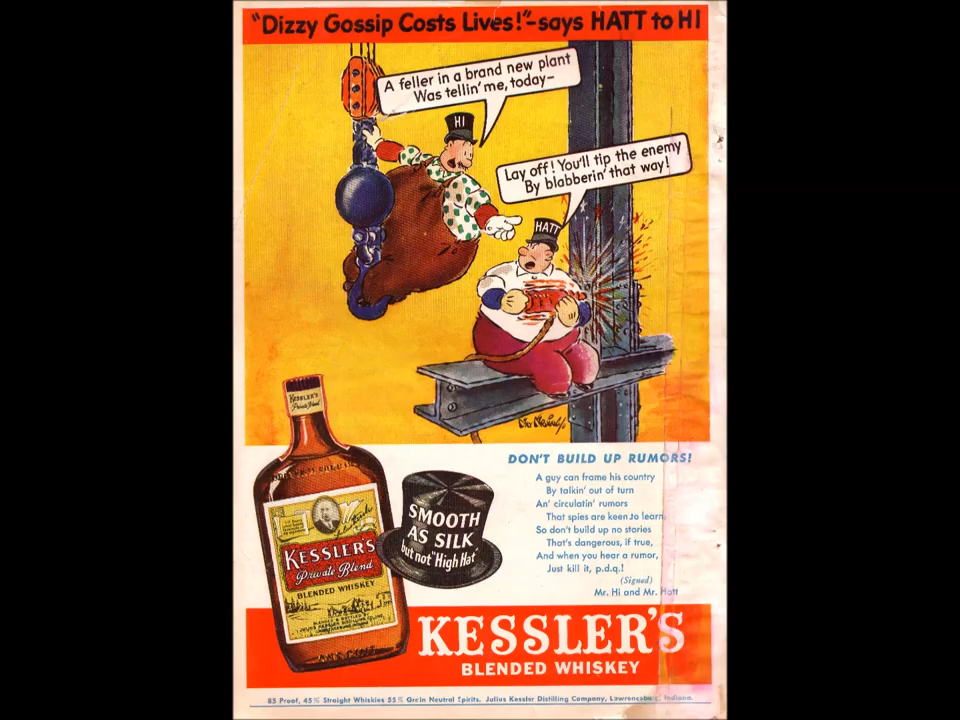 "Dizzy Gossip Costs Lives!"-says HATT to HI
A feller in a brand new plant
Was tellin' me, today-
HI
Lay off! You'll tip the enemy
By blabberin' that way!
HATT
DON'T BUILD UP RUMORS!
A guy can frame his country
By talkin' out of turn
An' circulatin' rumors
That spies are keen to learn,
So don't build up no stories
That's dangerous, if true,
And when you hear a rumor,
Just kill it, p.d.q.!
(Signed)
Mr. Hi and Mr. Hatt
KESSLER'S
Private Blend
SMOOTH
AS SILK
but not "High Hat"
KESSLER'S
Private Blend
BLENDED WHISKEY
KESSLER'S
BLENDED WHISKEY
85 Proof, 45% Straight Whiskies 55% Grain Neutral Spirits. Julius Kessler Distilling Company, Lawrenceburg, Indiana.